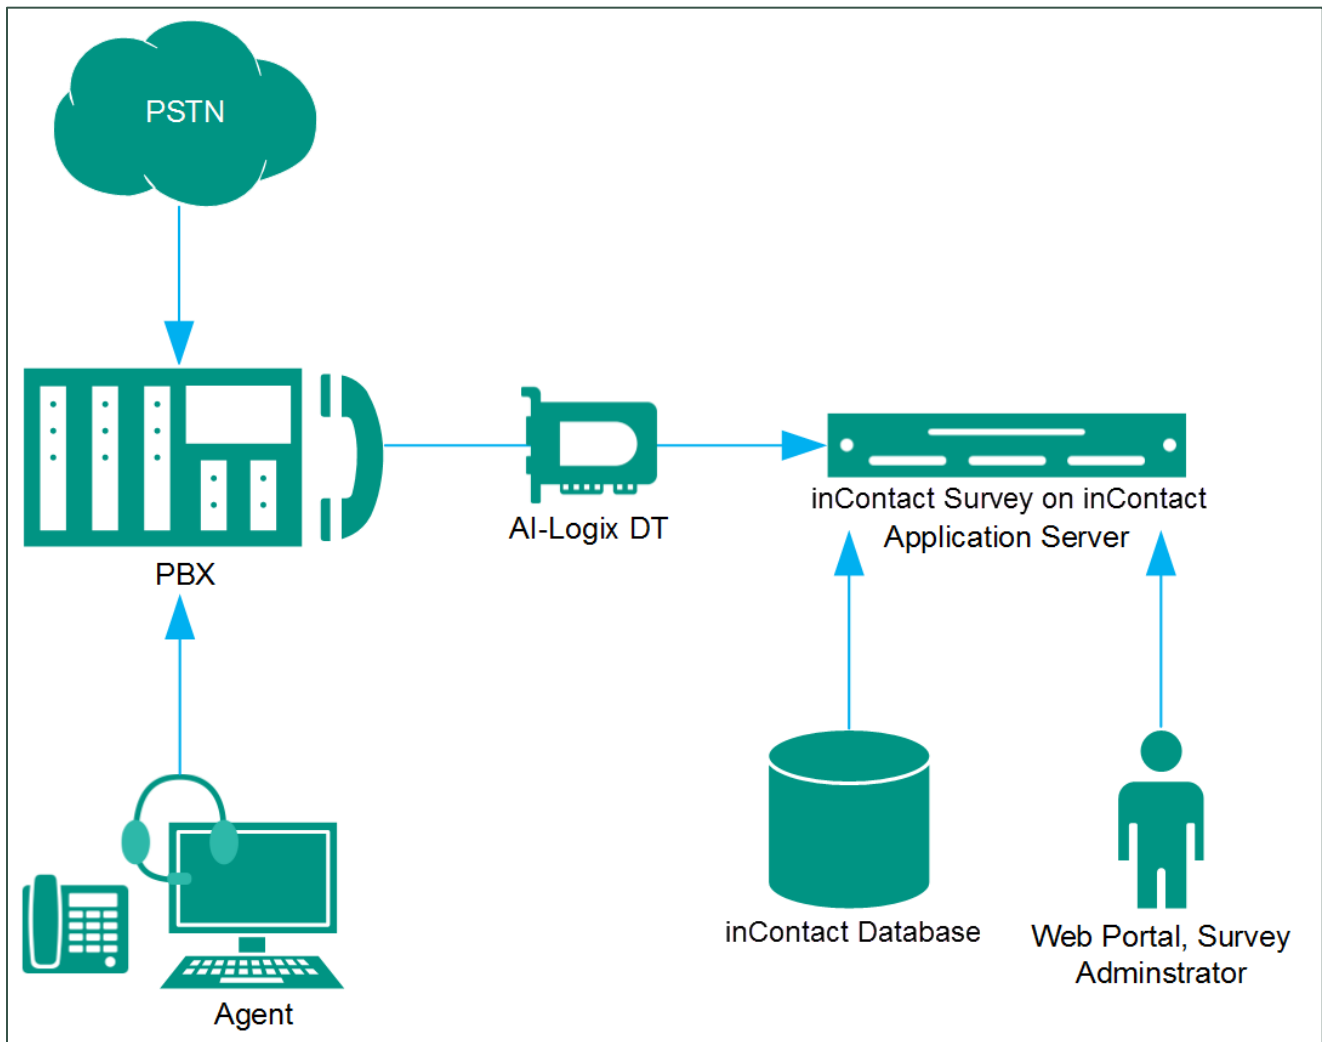 PSTN
PBX
AI-Logix DT
inContact Survey on inContact
Application Server
Agent
inContact Database
Web Portal, Survey
Adminstrator